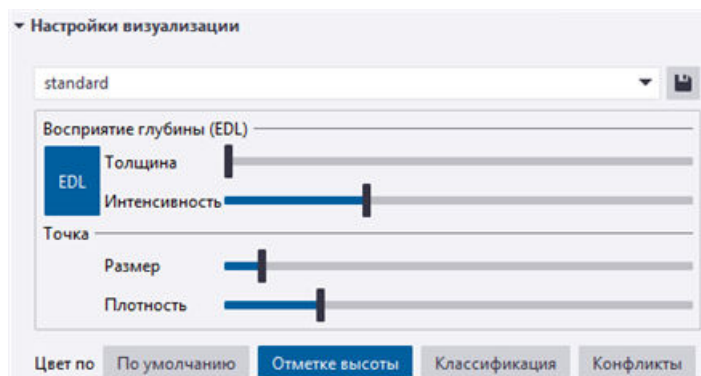 Настройки визуализации
standard
Восприятие глубины (EDL)
EDL
Толщина
Интенсивность
Точка
Размер
Плотность
Цвет по По умолчанию Отметке высоты Классификация Конфликты